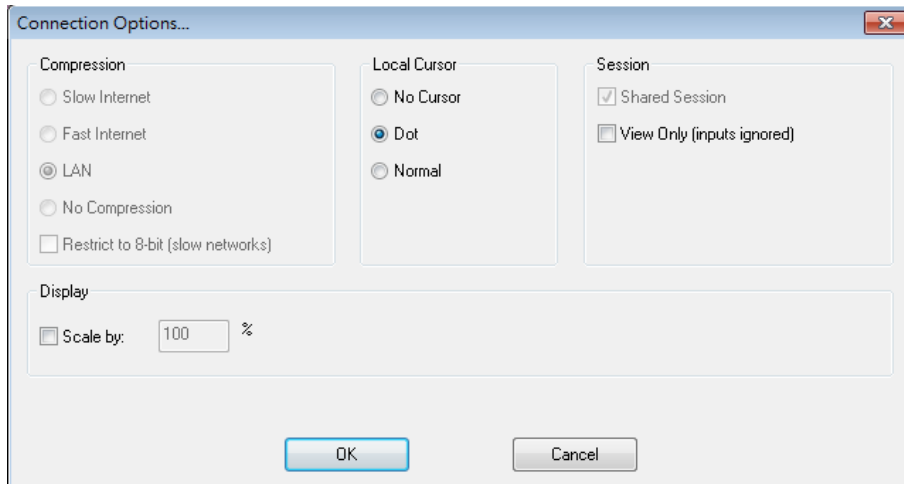 Connection Options...
Compression
Slow Internet
Fast Internet
LAN
No Compression
Restrict to 8-bit (slow networks)
Local Cursor
No Cursor
Dot
Normal
Session
Shared Session
View Only (inputs ignored)
Display
Scale by: 100 %
OK
Cancel